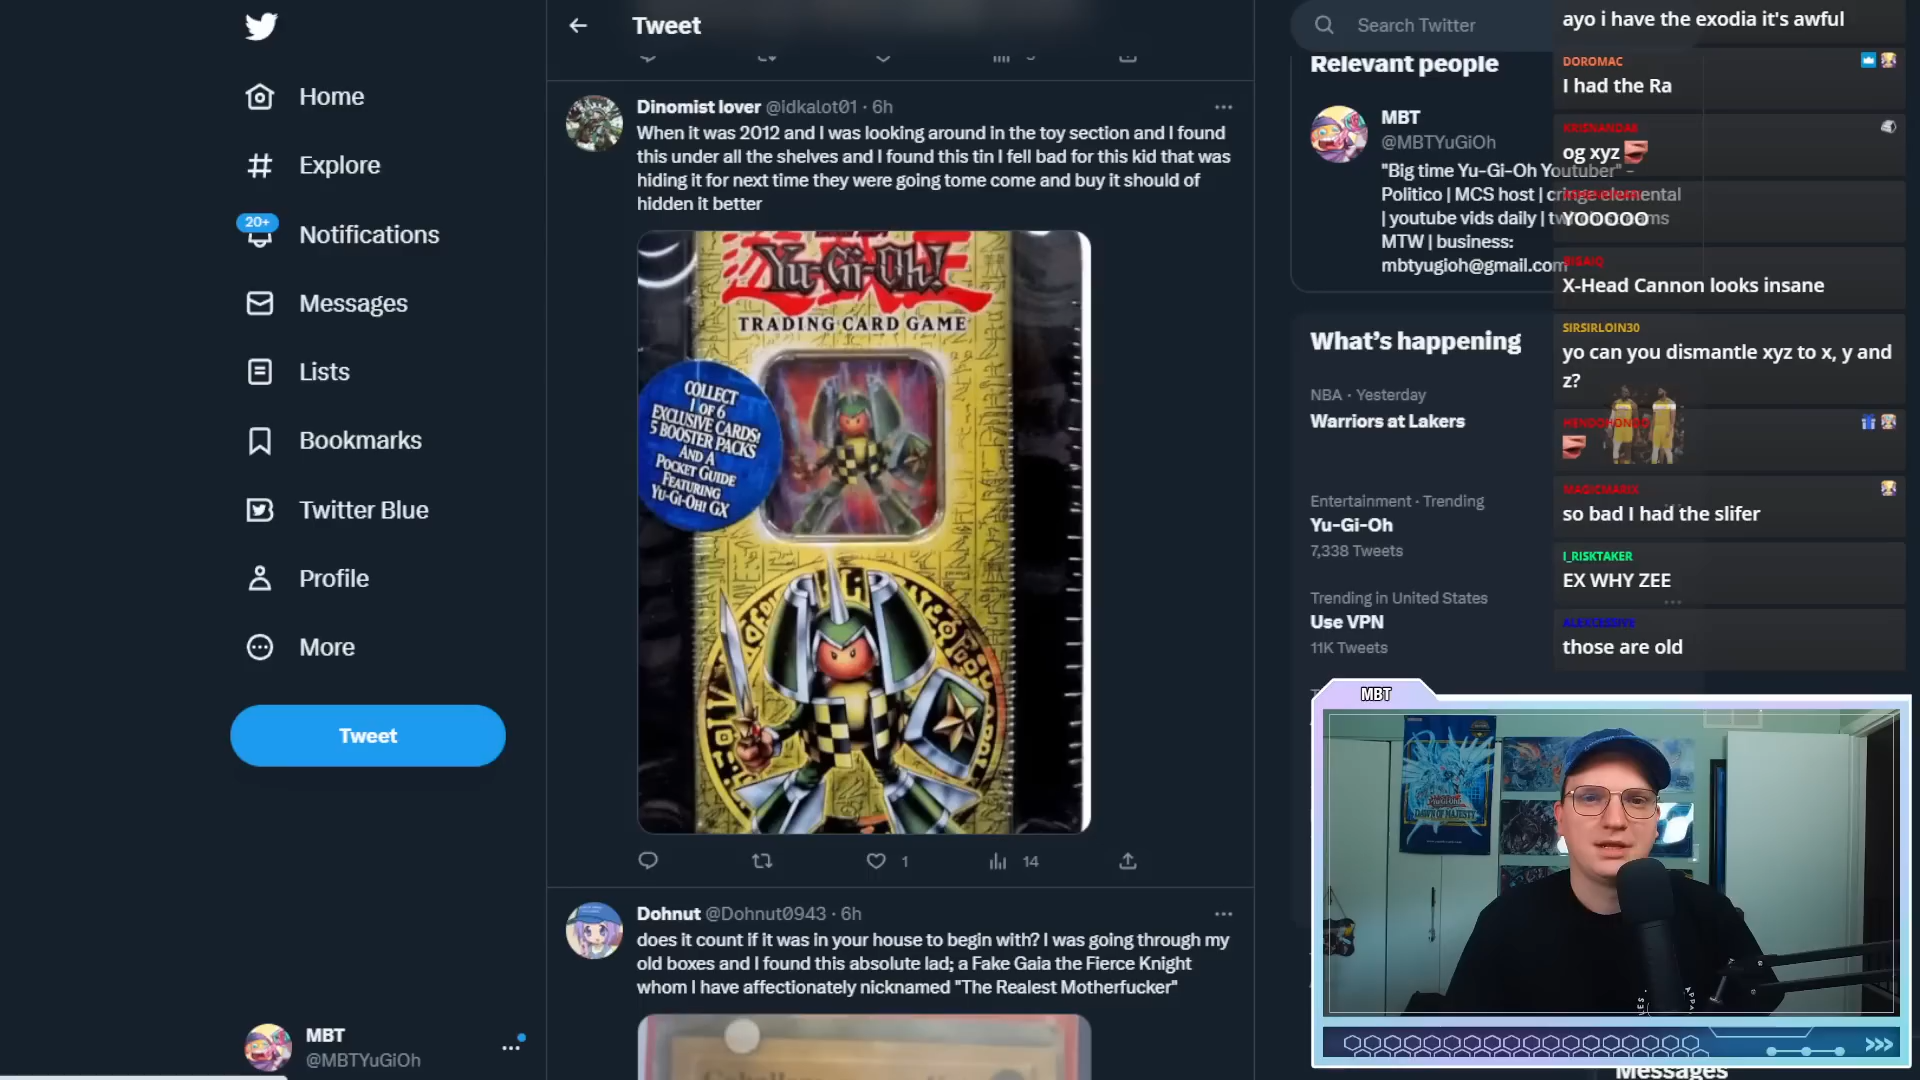 Home
Explore
20+
Notifications
Messages
Lists
Bookmarks
Twitter Blue
Profile
More
Tweet
MBT
@MBTYuGiOh
Tweet
Dinomist lover @idkalot01 · 6h
When it was 2012 and I was looking around in the toy section and I found
this under all the shelves and I found this tin I fell bad for this kid that was
hiding it for next time they were going tome come and buy it should of
hidden it better
Yu-Gi-Oh!
TRADING CARD GAME
COLLECT
1 OF 6
EXCLUSIVE CARDS!
5 BOOSTER PACKS
AND A
POCKET GUIDE
FEATURING
YU-GI-OH! GX
1
14
Dohnut @Dohnut0943 · 6h
does it count if it was in your house to begin with? I was going through my
old boxes and I found this absolute lad; a Fake Gaia the Fierce Knight
whom I have affectionately nicknamed "The Realest Motherfucker"
Search Twitter
Relevant people
MBT
@MBTYuGiOh
"Big time Yu-Gi-Oh Youtuber" -
Politico | MCS host | cringe elemental
| youtube vids daily | twitch streams
MTW | business:
mbtyugioh@gmail.com
What's happening
NBA · Yesterday
Warriors at Lakers
Entertainment · Trending
Yu-Gi-Oh
7,338 Tweets
Trending in United States
Use VPN
11K Tweets
Messages
ayo i have the exodia it's awful
DOROMAC
I had the Ra
KRISNANDA8
og xyz
YOOOOO
X-Head Cannon looks insane
SIRSIRLOIN30
yo can you dismantle xyz to x, y and
z?
MAGICMARIX
so bad I had the slifer
I_RISKTAKER
EX WHY ZEE
those are old
MBT
DAWN OF MAJESTY